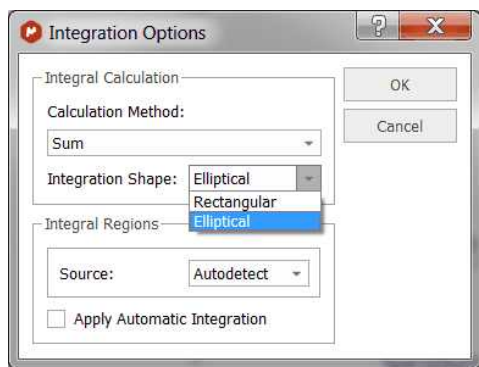 Integration Options
?
X
Integral Calculation
OK
Calculation Method:
Cancel
Sum
Integration Shape: Elliptical
Rectangular
Elliptical
Integral Regions
Source: Autodetect
Apply Automatic Integration